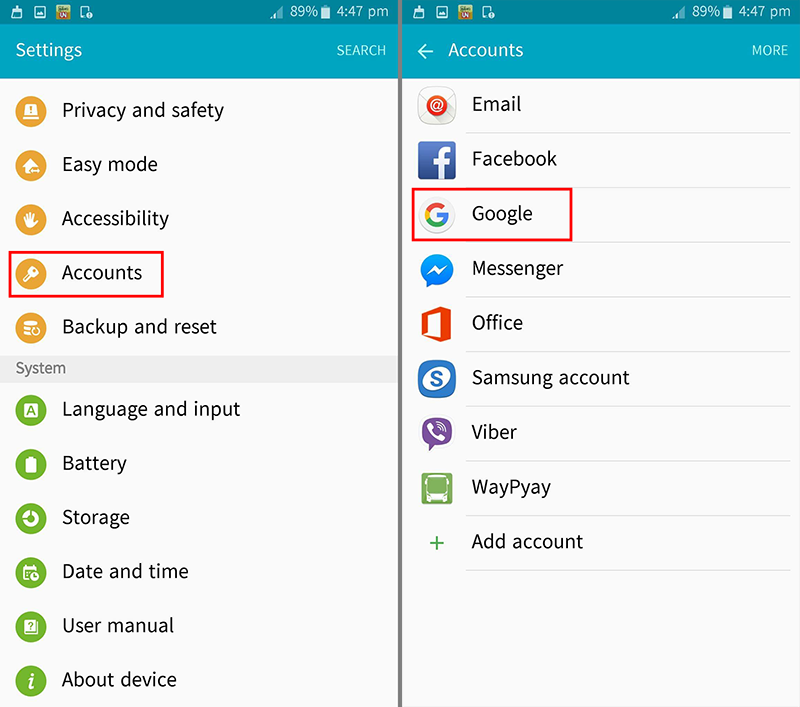 89% 4:47 pm
Settings SEARCH
Privacy and safety
Easy mode
Accessibility
Accounts
Backup and reset
System
Language and input
Battery
Storage
Date and time
User manual
About device
89% 4:47 pm
Accounts MORE
Email
Facebook
Google
Messenger
Office
Samsung account
Viber
WayPyay
Add account